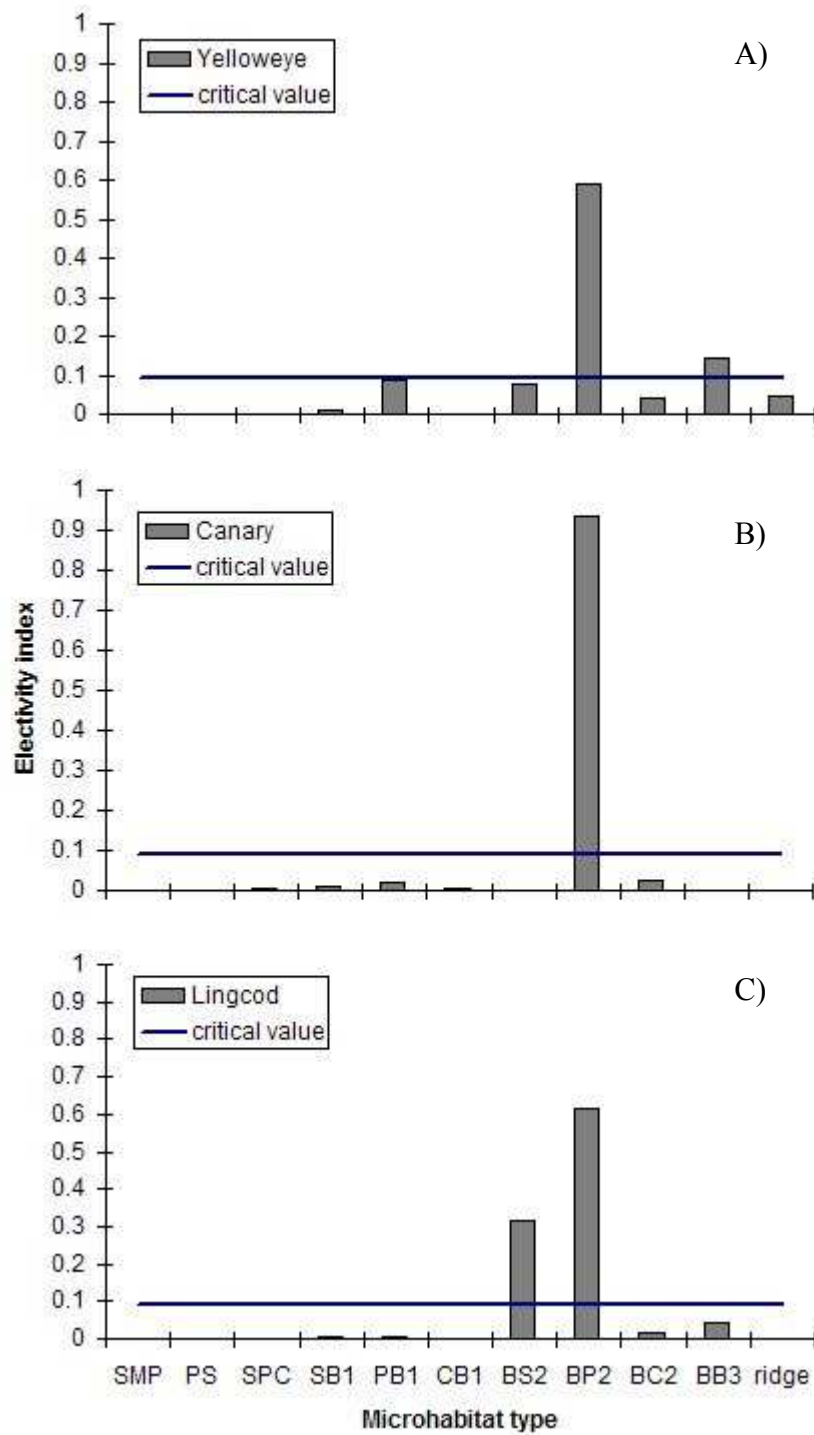 A)
Yelloweye
critical value
1
0.9
0.8
0.7
0.6
0.5
0.4
0.3
0.2
0.1
0
B)
Canary
critical value
1
0.9
0.8
0.7
0.6
0.5
0.4
0.3
0.2
0.1
0
Electivity index
C)
Lingcod
critical value
1
0.9
0.8
0.7
0.6
0.5
0.4
0.3
0.2
0.1
0
SMP PS SPC SB1 PB1 CB1 BS2 BP2 BC2 BB3 ridge
Microhabitat type